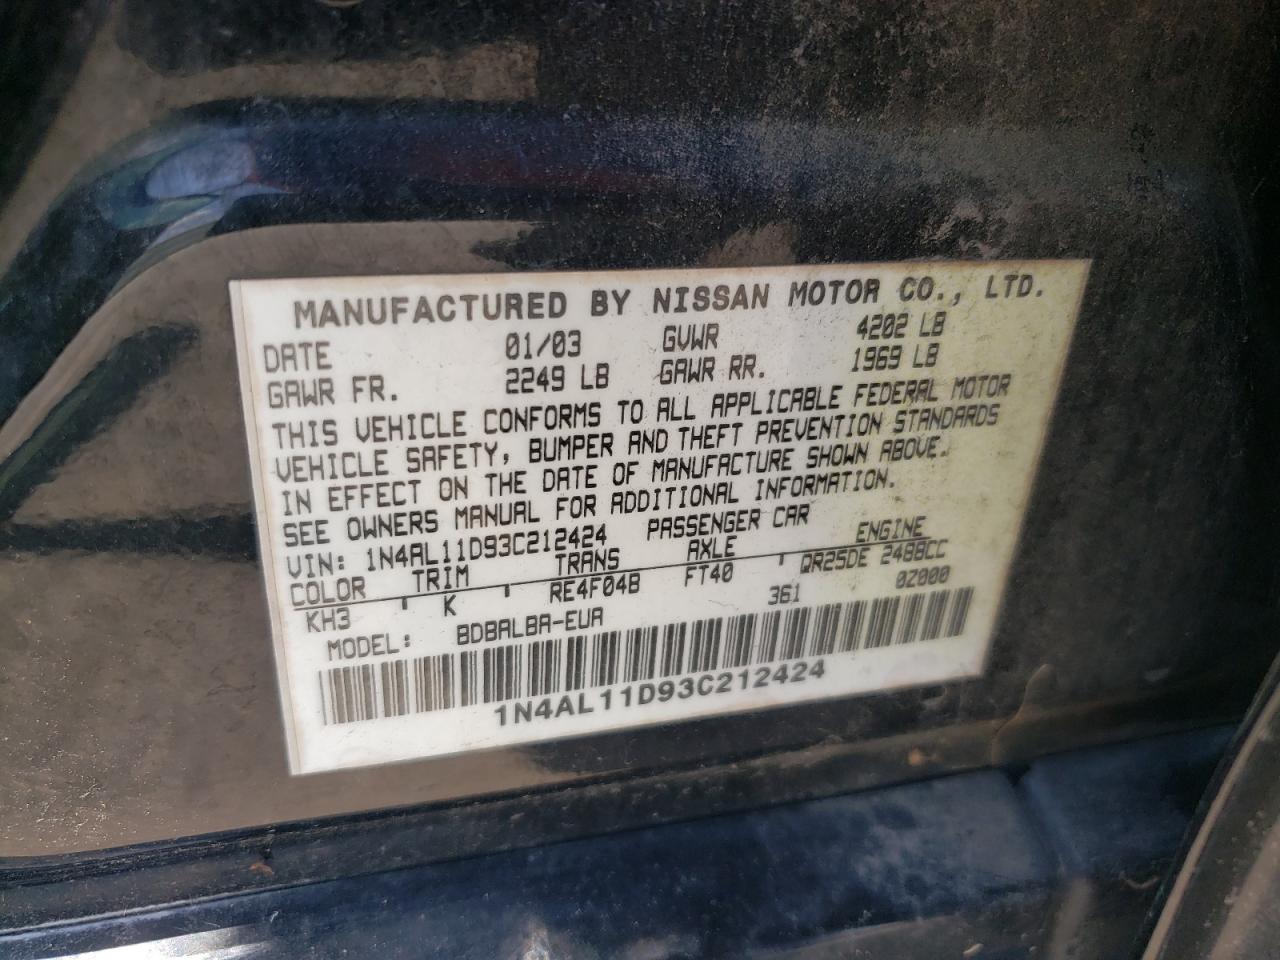 MANUFACTURED BY NISSAN MOTOR CO., LTD.
DATE 01/03 GVWR 4202 LB
GAWR FR. 2249 LB GAWR RR. 1969 LB
THIS VEHICLE CONFORMS TO ALL APPLICABLE FEDERAL MOTOR
VEHICLE SAFETY, BUMPER AND THEFT PREVENTION STANDARDS
IN EFFECT ON THE DATE OF MANUFACTURE SHOWN ABOVE.
SEE OWNERS MANUAL FOR ADDITIONAL INFORMATION.
VIN: 1N4AL11D93C212424 PASSENGER CAR
COLOR TRIM TRANS AXLE ENGINE
KH3 K RE4F04B FT40 QR25DE 2488CC
MODEL: BDBALBA-EUA 361 0Z000
1N4AL11D93C212424